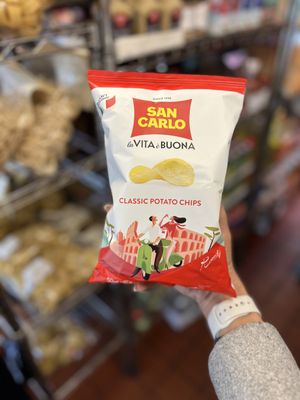 SINCE 1936
SAN
CARLO
la VITA è BUONA
CLASSIC POTATO CHIPS